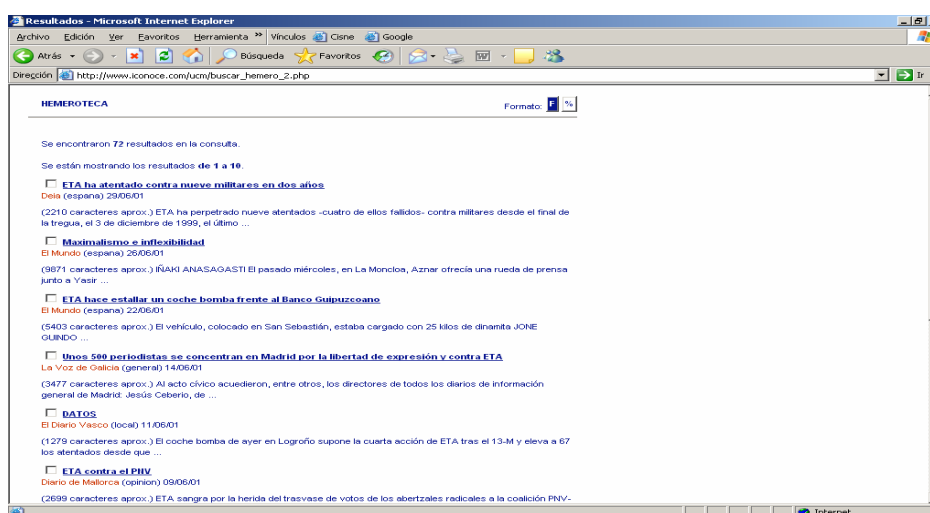 Resultados - Microsoft Internet Explorer
Archivo Edición Ver Favoritos Herramienta » Vínculos Cisne Google
Atrás Búsqueda Favoritos
Dirección http://www.iconoce.com/ucm/buscar_hemero_2.php Ir
HEMEROTECA
Formato: F %
Se encontraron 72 resultados en la consulta.
Se están mostrando los resultados de 1 a 10.
ETA ha atentado contra nueve militares en dos años
Deia (espana) 29/06/01
(2210 caracteres aprox.) ETA ha perpetrado nueve atentados -cuatro de ellos fallidos- contra militares desde el final de
la tregua, el 3 de diciembre de 1999, el último ...
Maximalismo e inflexibilidad
El Mundo (espana) 26/06/01
(9871 caracteres aprox.) IÑAKI ANASAGASTI El pasado miércoles, en La Moncloa, Aznar ofrecía una rueda de prensa
junto a Yasir ...
ETA hace estallar un coche bomba frente al Banco Guipuzcoano
El Mundo (espana) 22/06/01
(5403 caracteres aprox.) El vehículo, colocado en San Sebastián, estaba cargado con 25 kilos de dinamita JONE
GUINDO ...
Unos 500 periodistas se concentran en Madrid por la libertad de expresión y contra ETA
La Voz de Galicia (general) 14/06/01
(3477 caracteres aprox.) Al acto cívico acuedieron, entre otros, los directores de todos los diarios de información
general de Madrid: Jesús Ceberio, de ...
DATOS
El Diario Vasco (local) 11/06/01
(1279 caracteres aprox.) El coche bomba de ayer en Logroño supone la cuarta acción de ETA tras el 13-M y eleva a 67
los atentados desde que ...
ETA contra el PNV
Diario de Mallorca (opinion) 09/06/01
(2699 caracteres aprox.) ETA sangra por la herida del trasvase de votos de los abertzales radicales a la coalición PNV-
Internet